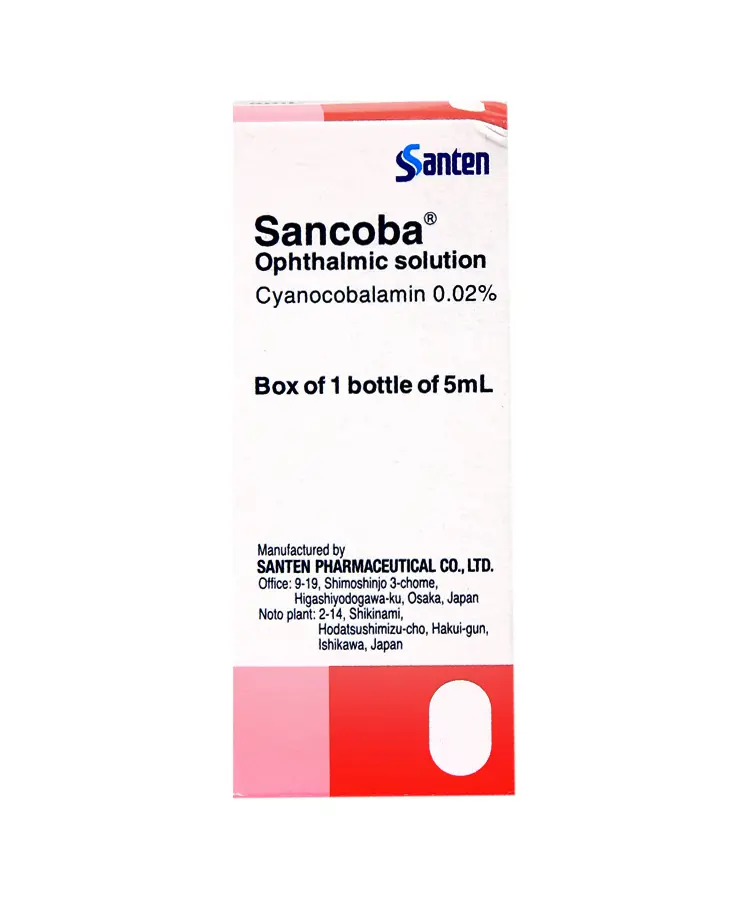 Santen
Sancoba®
Ophthalmic solution
Cyanocobalamin 0.02%
Box of 1 bottle of 5mL
Manufactured by
SANTEN PHARMACEUTICAL CO., LTD.
Office: 9-19, Shimoshinjo 3-chome,
Higashiyodogawa-ku, Osaka, Japan
Noto plant: 2-14, Shikinami,
Hodatsushimizu-cho, Hakui-gun,
Ishikawa, Japan